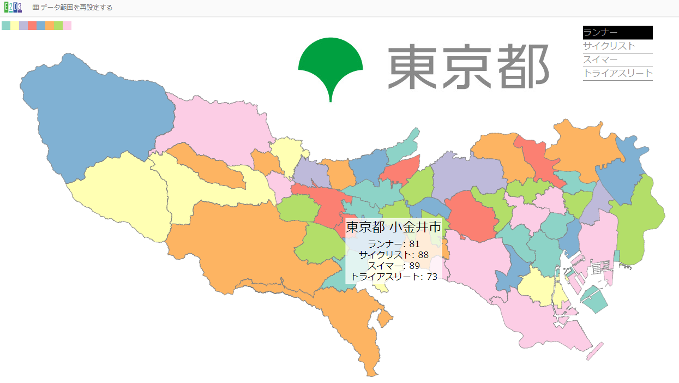 データ範囲を再設定する
東京都
ランナー
サイクリスト
スイマー
トライアスリート
東京都 小金井市
ランナー: 81
サイクリスト: 88
スイマー: 89
トライアスリート: 73